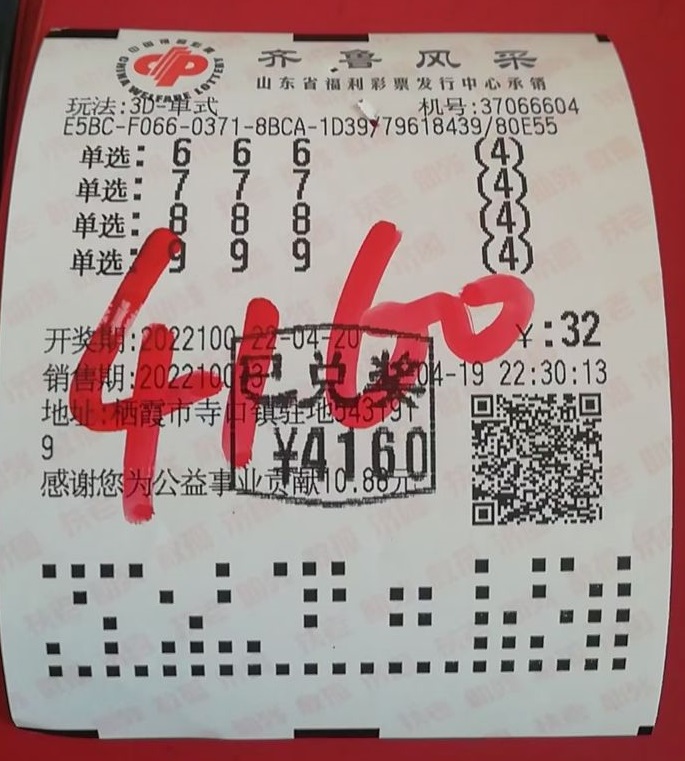 中国福利彩票
CHINA WELFARE LOTTERY
齐鲁风采
山东省福利彩票发行中心承销
玩法:3D-单式 机号:37066604
E5BC-F066-0371-8BCA-1D39/79618439/80E55
单选: 6 6 6 (4)
单选: 7 7 7 (4)
单选: 8 8 8 (4)
单选: 9 9 9 (4)
4160
开奖期:2022100 22-04-20 ¥:32
销售期:202210 04-19 22:30:13
已兑奖
¥4160
地址:栖霞市寺口镇驻地
9
感谢您为公益事业贡献10.88元